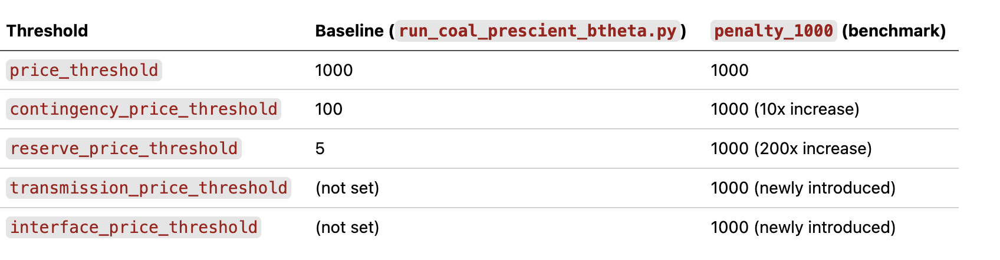 Threshold Baseline (run_coal_prescient_btheta.py) penalty_1000 (benchmark)
price_threshold 1000 1000
contingency_price_threshold 100 1000 (10x increase)
reserve_price_threshold 5 1000 (200x increase)
transmission_price_threshold (not set) 1000 (newly introduced)
interface_price_threshold (not set) 1000 (newly introduced)